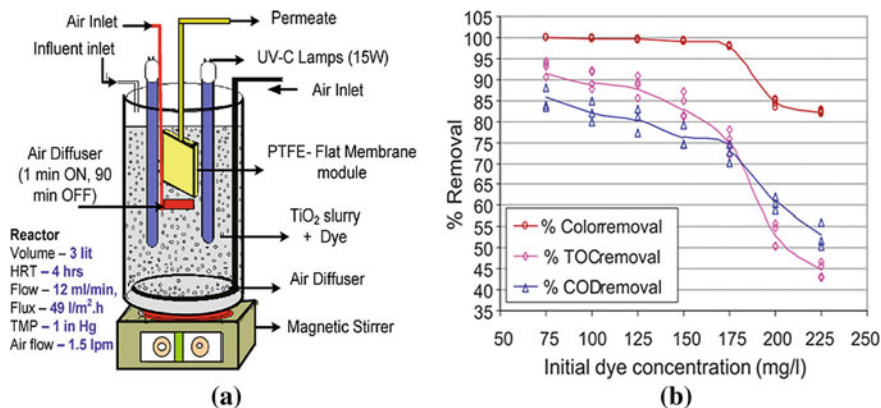 Air Inlet
Permeate
Influent inlet
UV-C Lamps (15W)
Air Inlet
Air Diffuser
(1 min ON, 90
min OFF)
PTFE- Flat Membrane
module
TiO2 slurry
+ Dye
Reactor
Volume – 3 lit
HRT – 4 hrs
Flow – 12 ml/min,
Flux – 49 l/m².h
TMP – 1 in Hg
Air flow – 1.5 lpm
Air Diffuser
Magnetic Stirrer
(a)
% Removal
105
100
95
90
85
80
75
70
65
60
55
50
45
40
35
% Colorremoval
% TOCremoval
% CODremoval
50 75 100 125 150 175 200 225 250
Initial dye concentration (mg/l)
(b)